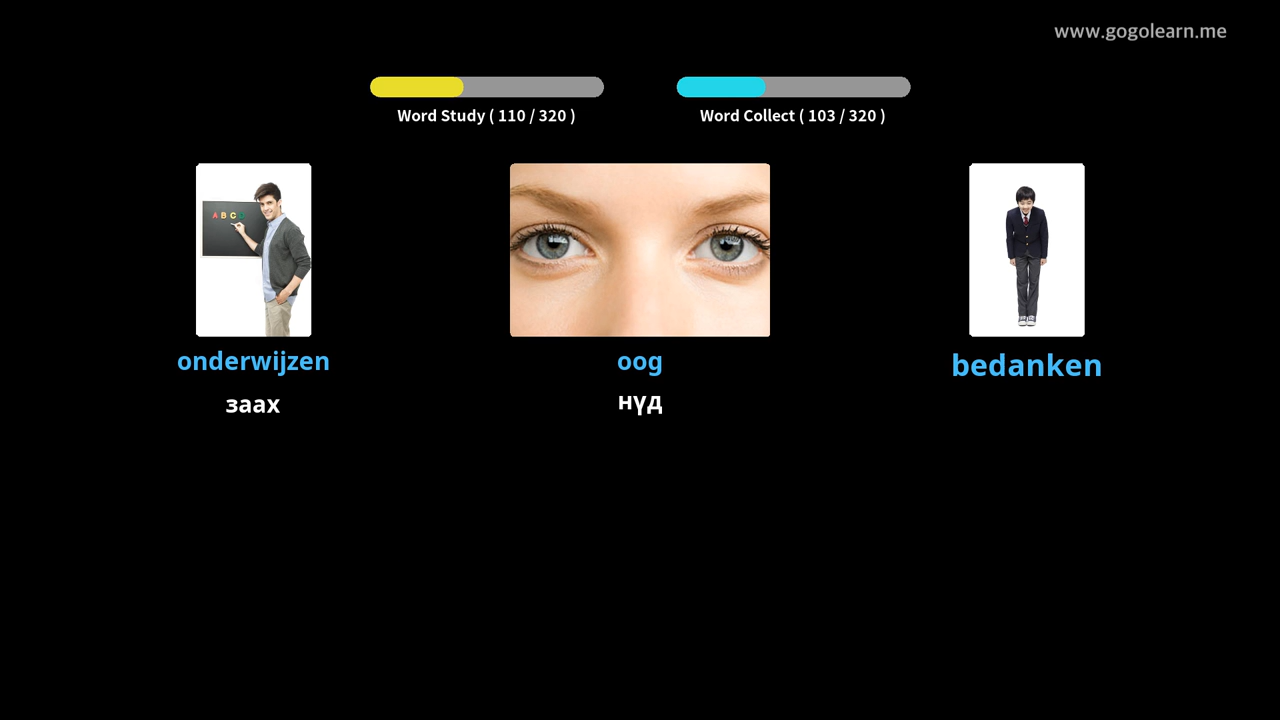 www.gogolearn.me
Word Study ( 110 / 320 )
Word Collect ( 103 / 320 )
A B C D
onderwijzen
заах
oog
нүд
bedanken